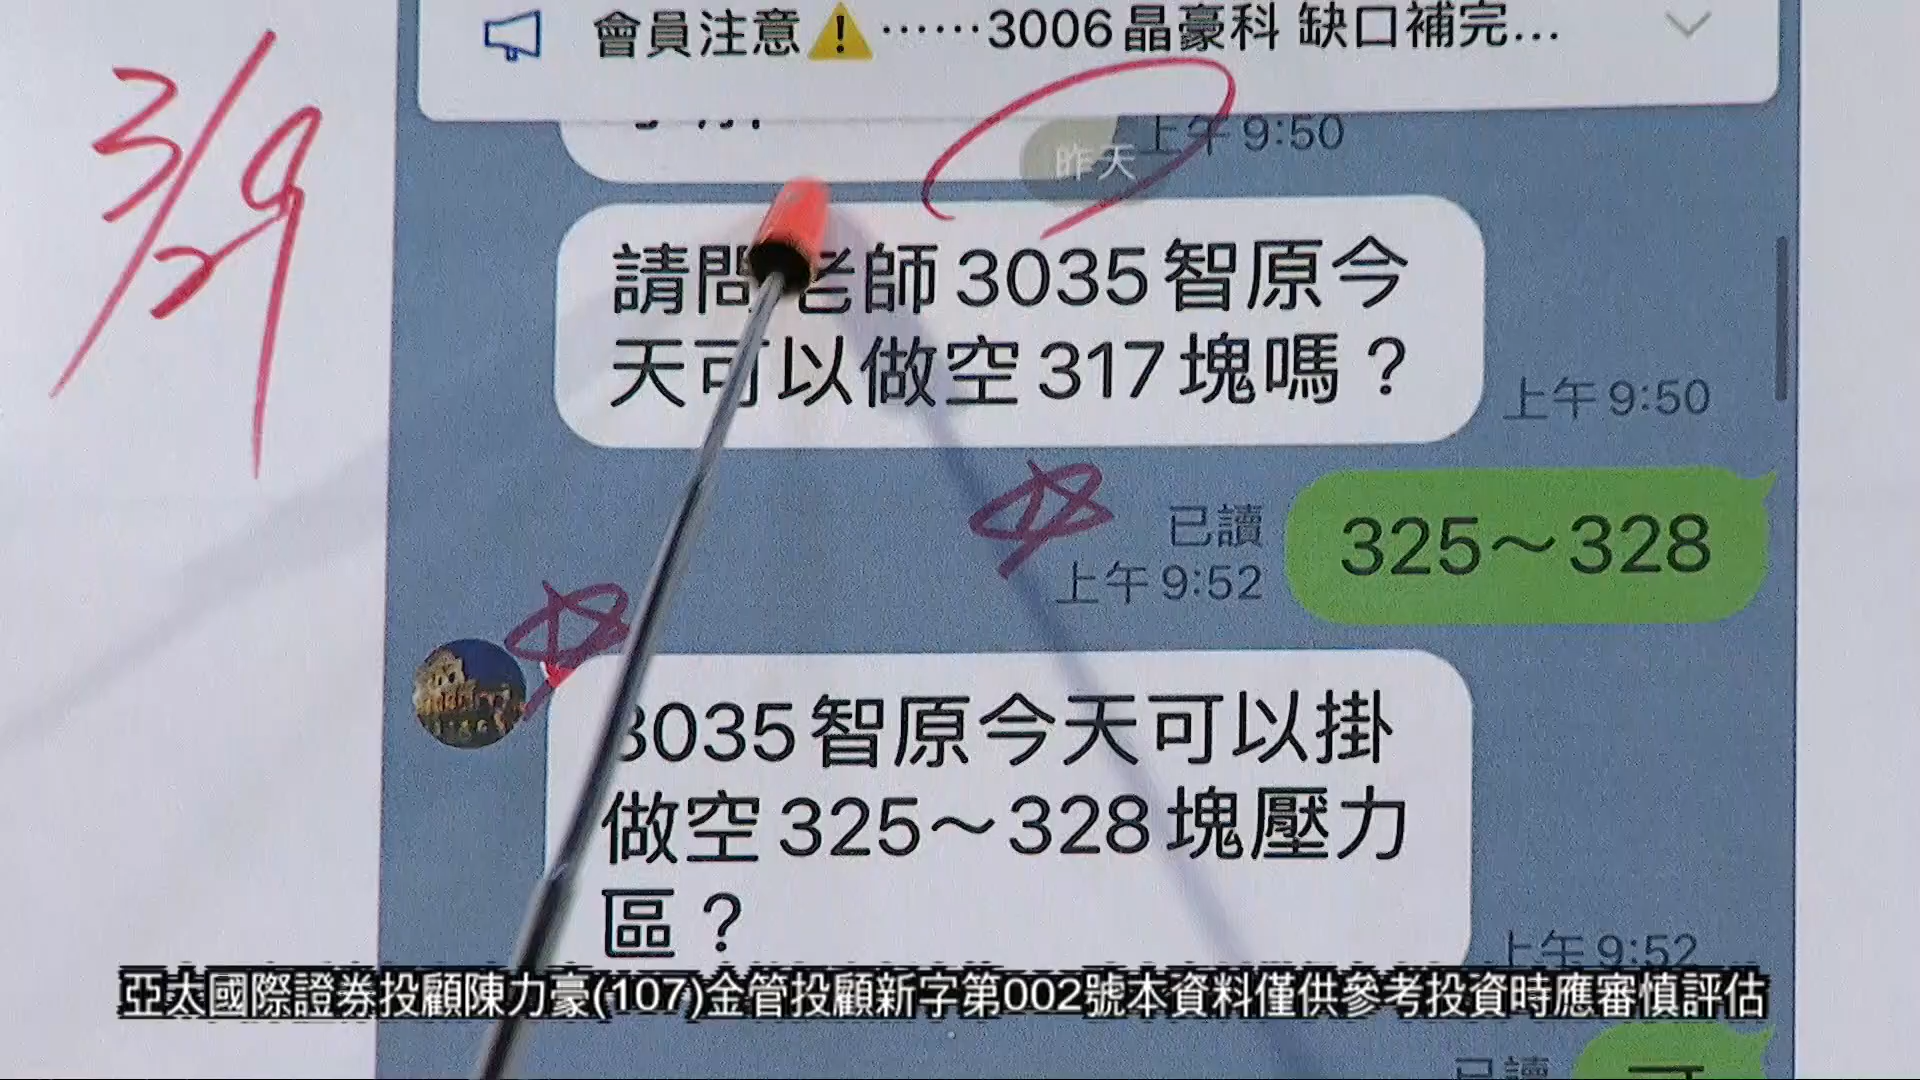 會員注意⚠……3006晶豪科 缺口補完...
上午9:50
昨天
3/29
請問老師3035智原今
天可以做空317塊嗎？
上午9:50
已讀
上午9:52
325～328
3035智原今天可以掛
做空325～328塊壓力
區？
上午9:52
亞太國際證券投顧陳力豪(107)金管投顧新字第002號本資料僅供參考投資時應審慎評估
已讀